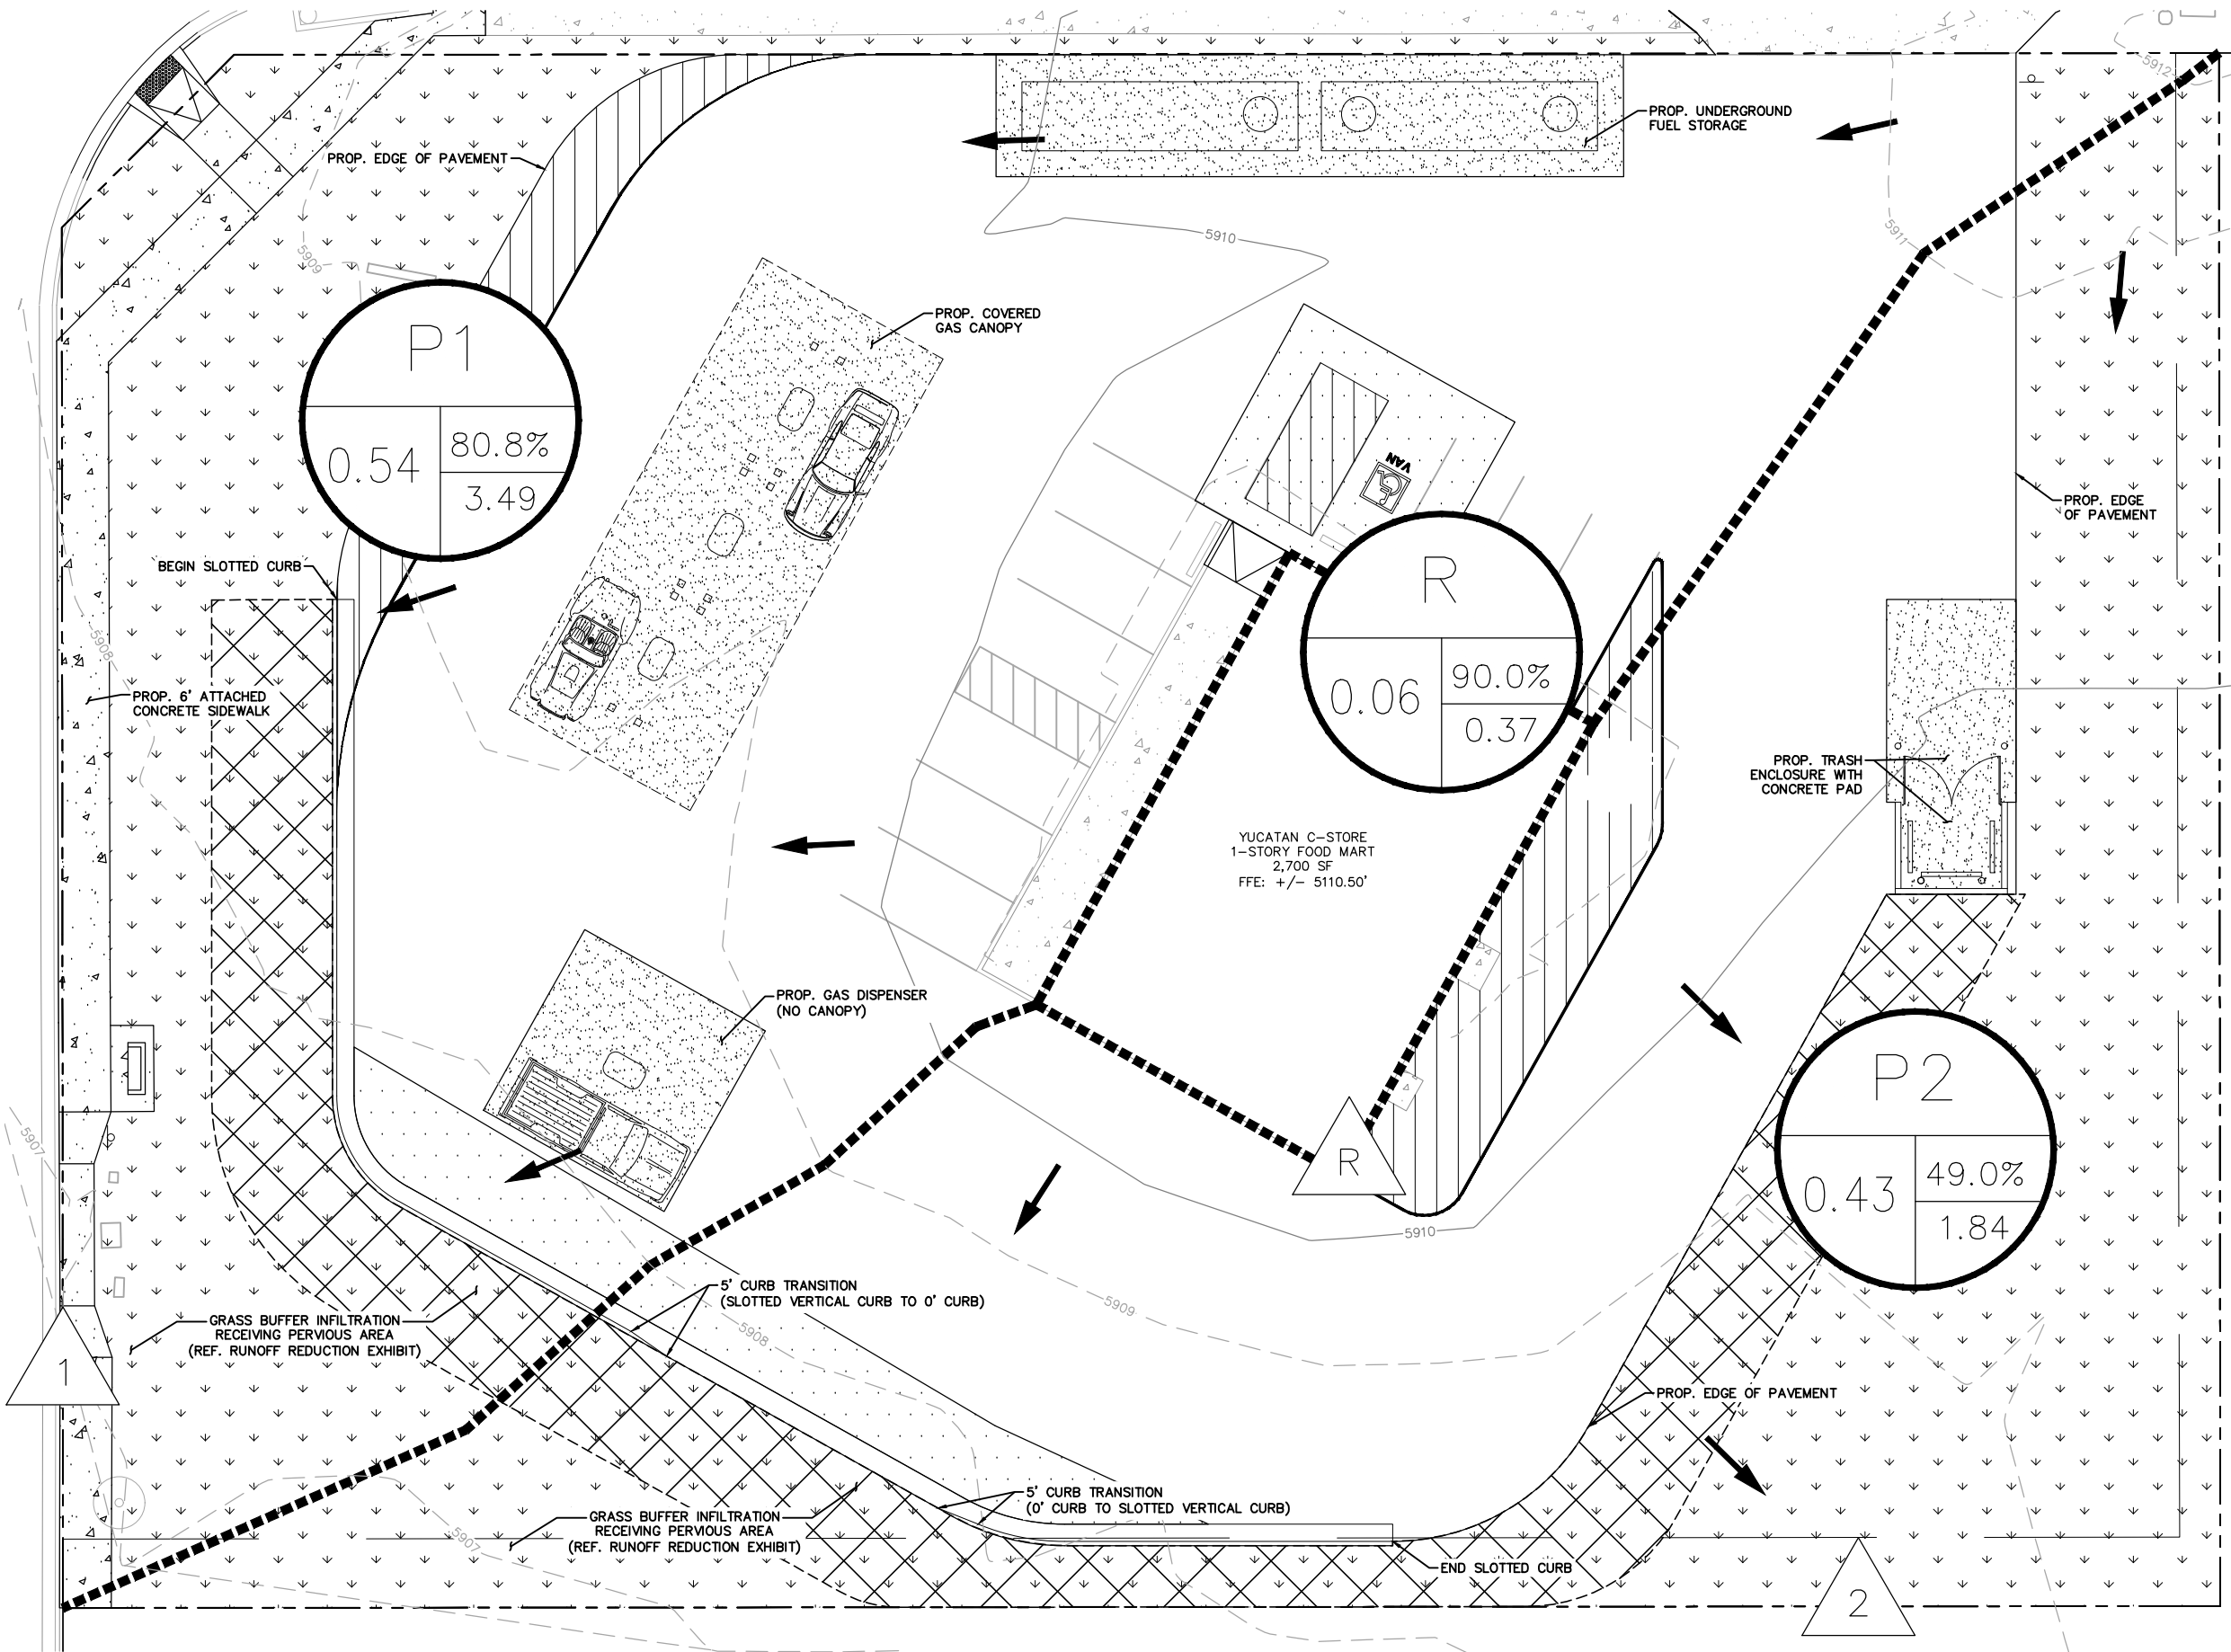 5912
PROP. UNDERGROUND
FUEL STORAGE
PROP. EDGE OF PAVEMENT
5910
5911
5909
PROP. COVERED
GAS CANOPY
P1
0.54
80.8%
3.49
VAN
PROP. EDGE
OF PAVEMENT
BEGIN SLOTTED CURB
R
0.06
90.0%
0.37
5908
PROP. 6' ATTACHED
CONCRETE SIDEWALK
PROP. TRASH
ENCLOSURE WITH
CONCRETE PAD
YUCATAN C-STORE
1-STORY FOOD MART
2,700 SF
FFE: +/- 5110.50'
PROP. GAS DISPENSER
(NO CANOPY)
P2
0.43
49.0%
1.84
5907
R
5910
5' CURB TRANSITION
(SLOTTED VERTICAL CURB TO 0' CURB)
5909
GRASS BUFFER INFILTRATION
RECEIVING PERVIOUS AREA
(REF. RUNOFF REDUCTION EXHIBIT)
5908
1
PROP. EDGE OF PAVEMENT
5' CURB TRANSITION
(0' CURB TO SLOTTED VERTICAL CURB)
GRASS BUFFER INFILTRATION
RECEIVING PERVIOUS AREA
(REF. RUNOFF REDUCTION EXHIBIT)
5907
END SLOTTED CURB
2